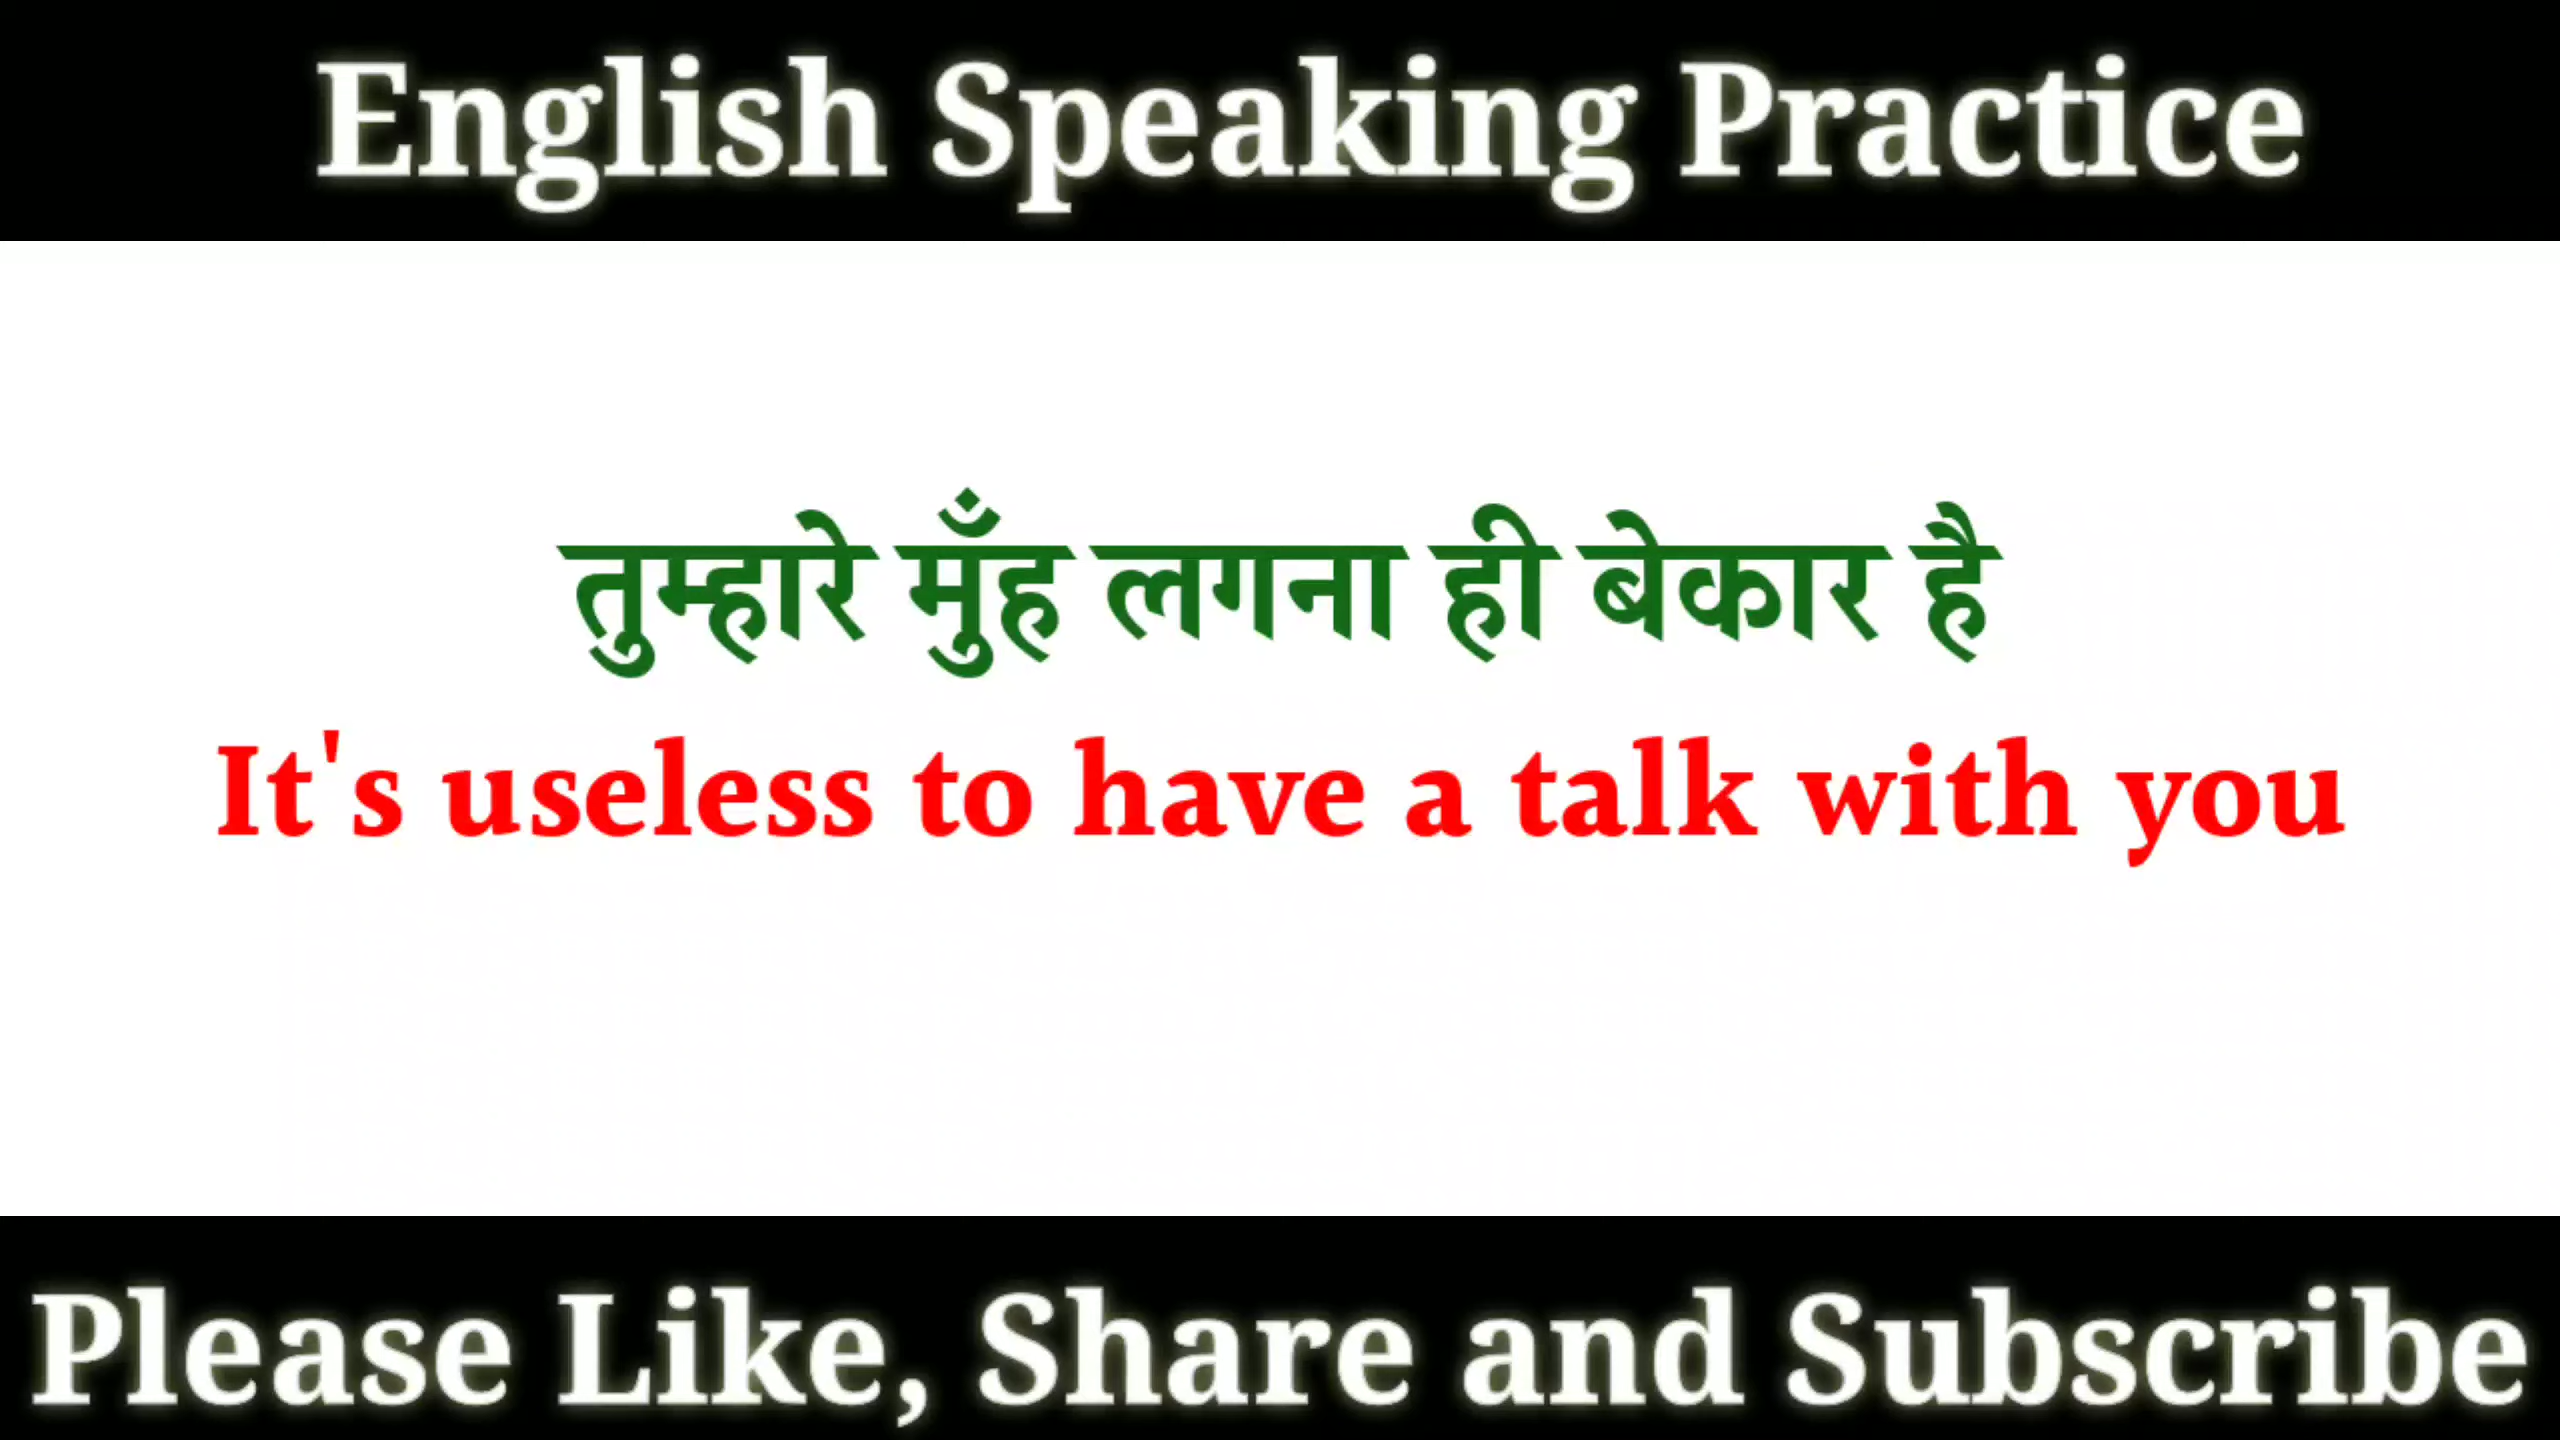 English Speaking Practice
तुम्हारे मुँह लगना ही बेकार है
It's useless to have a talk with you
Please Like, Share and Subscribe